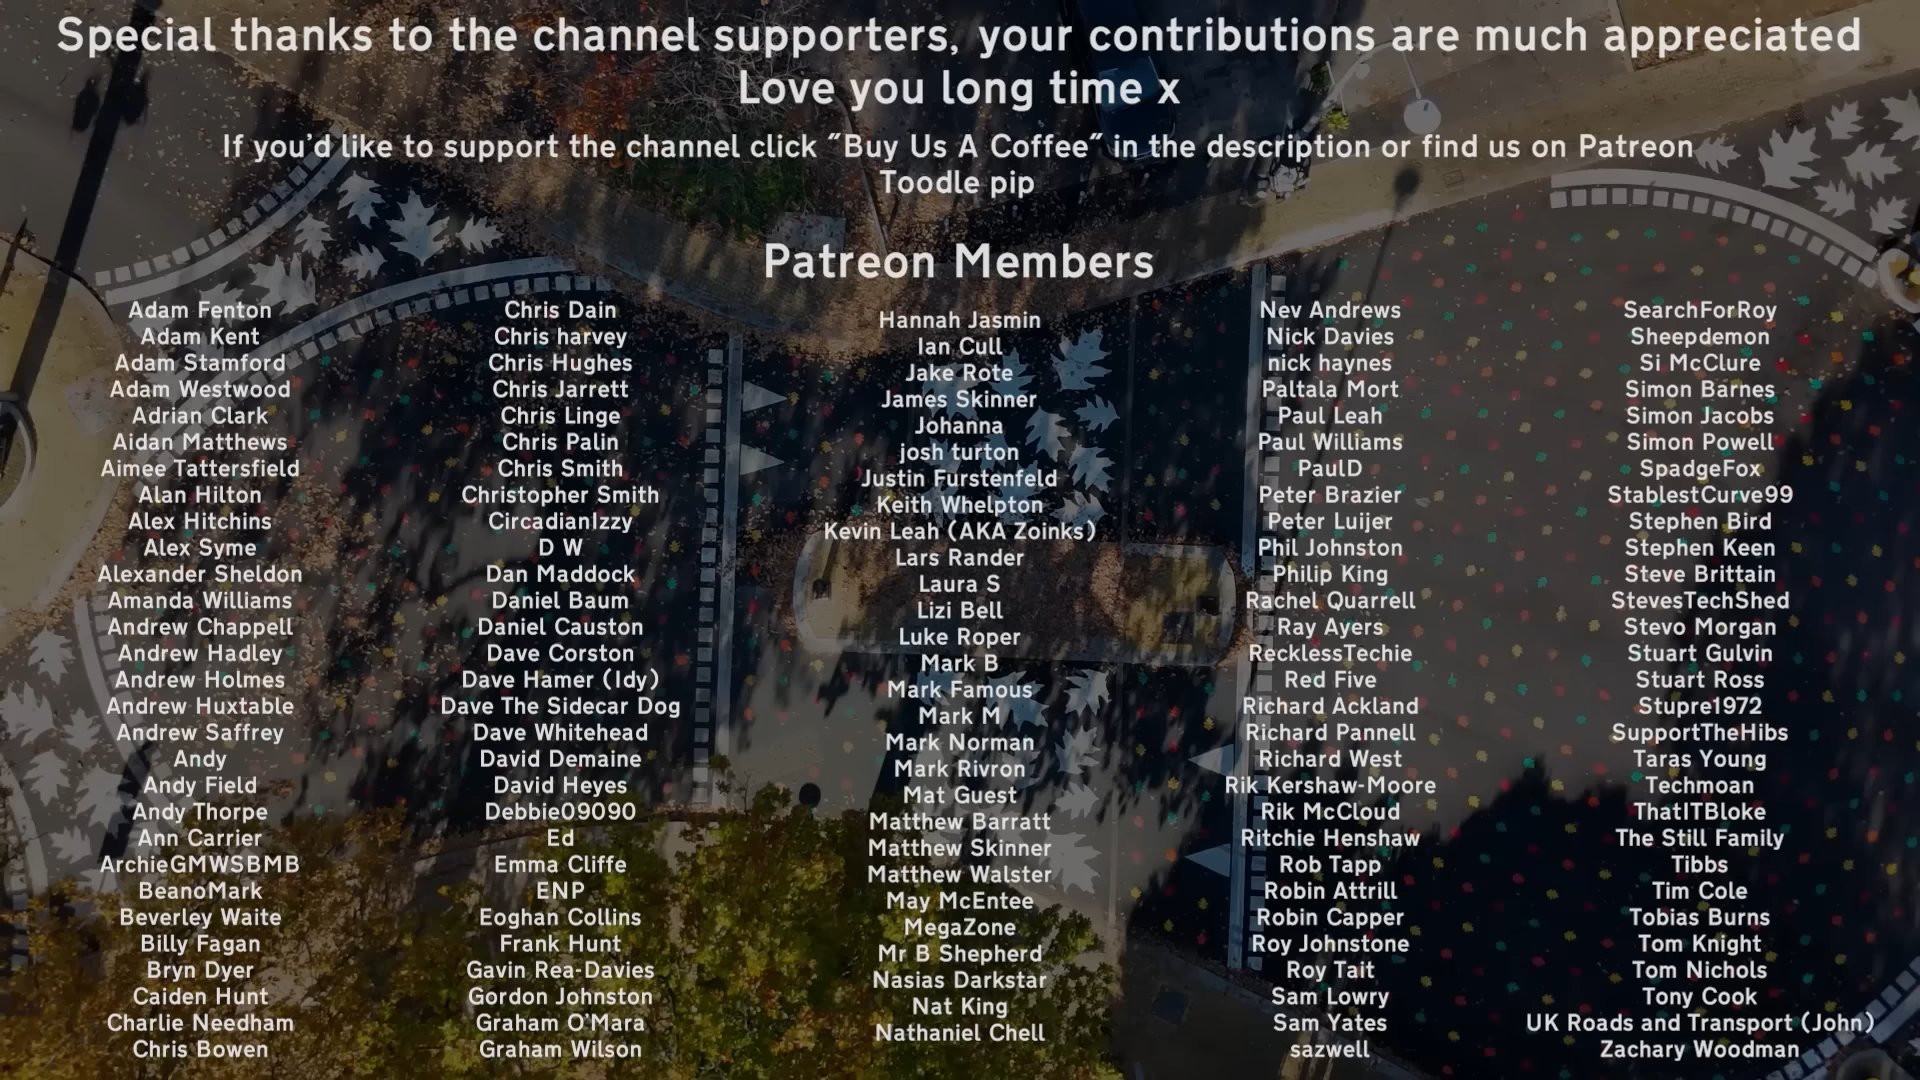 Special thanks to the channel supporters, your contributions are much appreciated
Love you long time x
If you'd like to support the channel click "Buy Us A Coffee" in the description or find us on Patreon
Toodle pip
Patreon Members
Adam Fenton
Adam Kent
Adam Stamford
Adam Westwood
Adrian Clark
Aidan Matthews
Aimee Tattersfield
Alan Hilton
Alex Hitchins
Alex Syme
Alexander Sheldon
Amanda Williams
Andrew Chappell
Andrew Hadley
Andrew Holmes
Andrew Huxtable
Andrew Saffrey
Andy
Andy Field
Andy Thorpe
Ann Carrier
ArchieGMWSBMB
BeanoMark
Beverley Waite
Billy Fagan
Bryn Dyer
Caiden Hunt
Charlie Needham
Chris Bowen
Chris Dain
Chris harvey
Chris Hughes
Chris Jarrett
Chris Linge
Chris Palin
Chris Smith
Christopher Smith
CircadianIzzy
D W
Dan Maddock
Daniel Baum
Daniel Causton
Dave Corston
Dave Hamer (Idy)
Dave The Sidecar Dog
Dave Whitehead
David Demaine
David Heyes
Debbie09090
Ed
Emma Cliffe
ENP
Eoghan Collins
Frank Hunt
Gavin Rea-Davies
Gordon Johnston
Graham O'Mara
Graham Wilson
Hannah Jasmin
Ian Cull
Jake Rote
James Skinner
Johanna
josh turton
Justin Furstenfeld
Keith Whelpton
Kevin Leah (AKA Zoinks)
Lars Rander
Laura S
Lizi Bell
Luke Roper
Mark B
Mark Famous
Mark M
Mark Norman
Mark Rivron
Mat Guest
Matthew Barratt
Matthew Skinner
Matthew Walster
May McEntee
MegaZone
Mr B Shepherd
Nasias Darkstar
Nat King
Nathaniel Chell
Nev Andrews
Nick Davies
nick haynes
Paltala Mort
Paul Leah
Paul Williams
PaulD
Peter Brazier
Peter Luijer
Phil Johnston
Philip King
Rachel Quarrell
Ray Ayers
RecklessTechie
Red Five
Richard Ackland
Richard Pannell
Richard West
Rik Kershaw-Moore
Rik McCloud
Ritchie Henshaw
Rob Tapp
Robin Attrill
Robin Capper
Roy Johnstone
Roy Tait
Sam Lowry
Sam Yates
sazwell
SearchForRoy
Sheepdemon
Si McClure
Simon Barnes
Simon Jacobs
Simon Powell
SpadgeFox
StablestCurve99
Stephen Bird
Stephen Keen
Steve Brittain
StevesTechShed
Stevo Morgan
Stuart Gulvin
Stuart Ross
Stupre1972
SupportTheHibs
Taras Young
Techmoan
ThatITBloke
The Still Family
Tibbs
Tim Cole
Tobias Burns
Tom Knight
Tom Nichols
Tony Cook
UK Roads and Transport (John)
Zachary Woodman